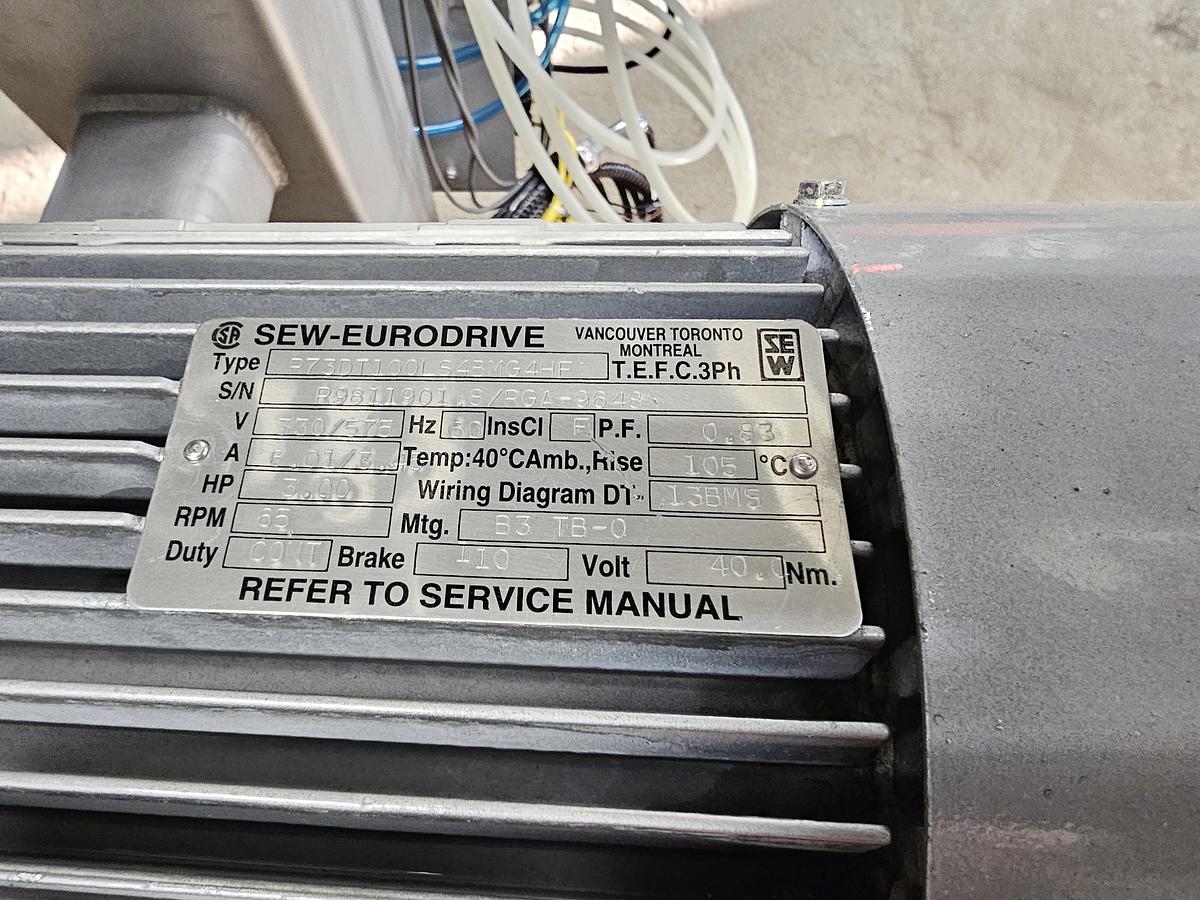 SA SEW-EURODRIVE VANCOUVER TORONTO MONTREAL SEW
Type R73DT100LS4BMG4HF T.E.F.C.3Ph
S/N
V 330/575 Hz 60 InsCl F P.F. 0.83
A Temp:40°CAmb.,Rise 105 °C
HP 3.00 Wiring Diagram DT 13BMS
RPM 65 Mtg. B3 TB-0
Duty CONT Brake 110 Volt 40.0 Nm.
REFER TO SERVICE MANUAL